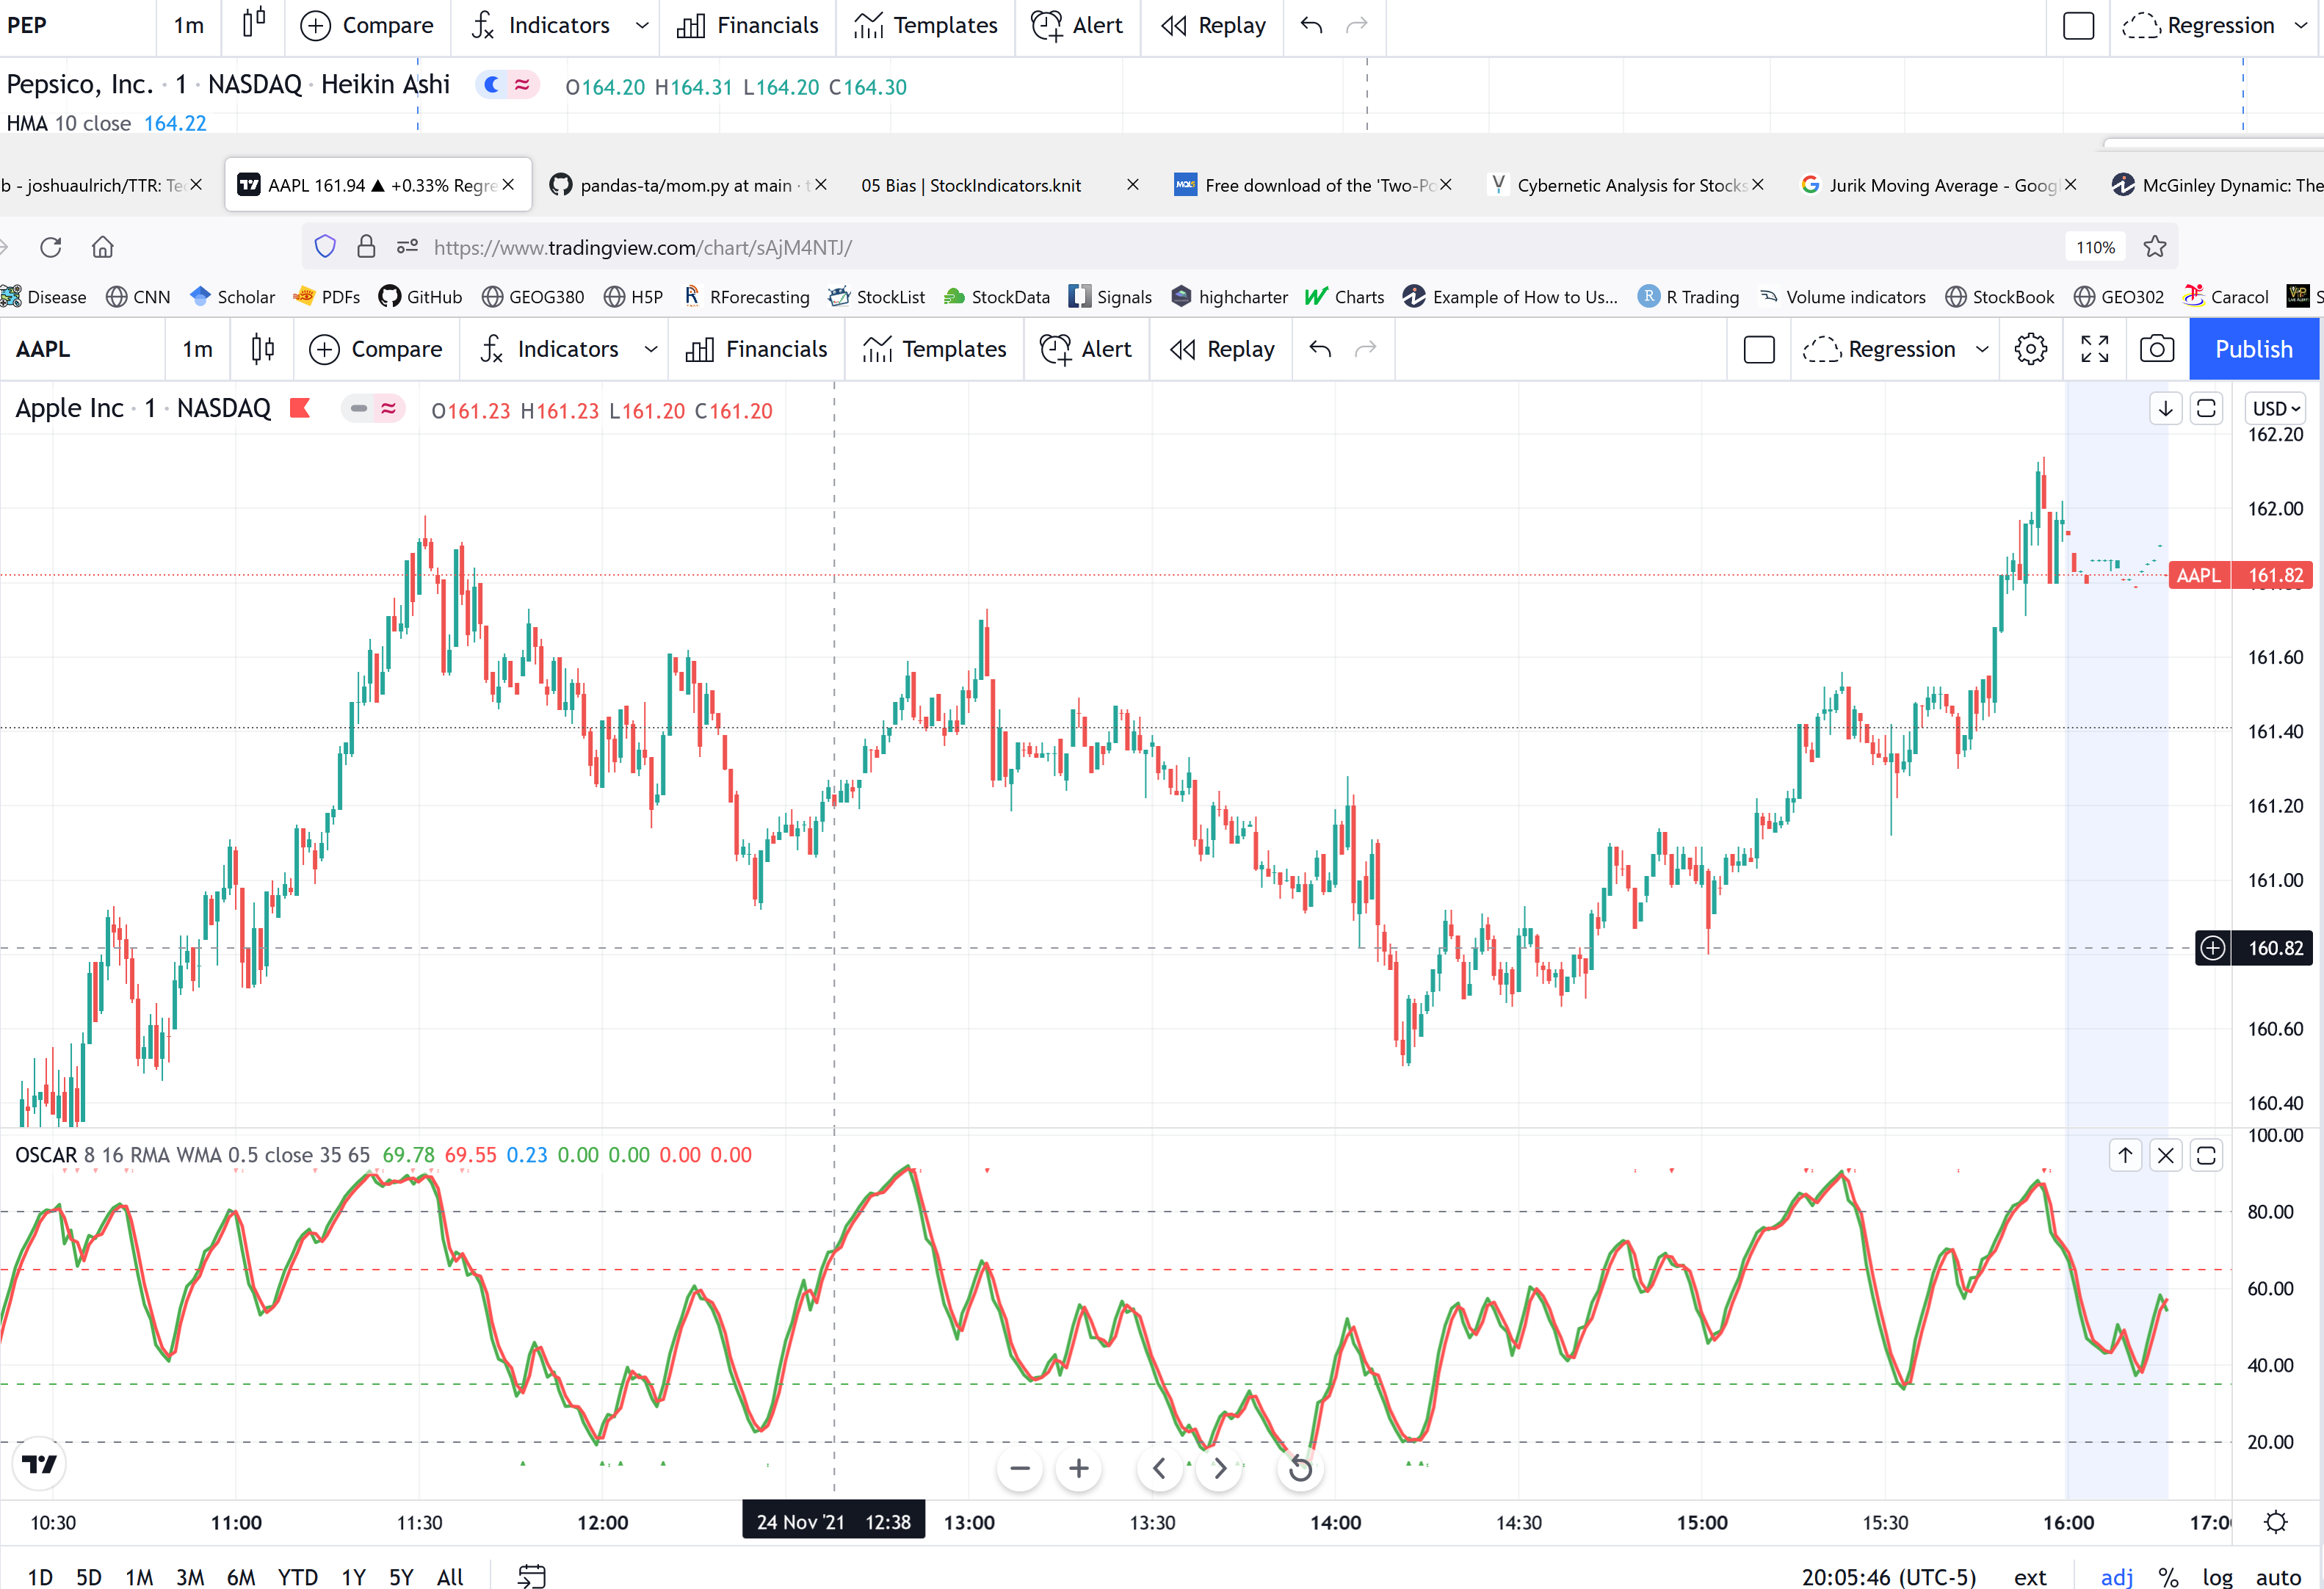 PEP 1m Compare Indicators Financials Templates Alert Replay Regression
Pepsico, Inc. · 1 · NASDAQ · Heikin Ashi O164.20 H164.31 L164.20 C164.30
HMA 10 close 164.22
b - joshuaulrich/TTR: Te AAPL 161.94 ▲ +0.33% Regre pandas-ta/mom.py at main · 05 Bias | StockIndicators.knit Free download of the 'Two-Po Cybernetic Analysis for Stocks Jurik Moving Average - Goog McGinley Dynamic: The
https://www.tradingview.com/chart/sAjM4NTJ/ 110%
Disease CNN Scholar PDFs GitHub GEOG380 H5P RForecasting StockList StockData Signals highcharter Charts Example of How to Us... R Trading Volume indicators StockBook GEO302 Caracol S
AAPL 1m Compare Indicators Financials Templates Alert Replay Regression Publish
Apple Inc · 1 · NASDAQ O161.23 H161.23 L161.20 C161.20 USD
162.20
162.00
AAPL 161.82
161.60
161.40
161.20
161.00
160.82
160.60
160.40
100.00
OSCAR 8 16 RMA WMA 0.5 close 35 65 69.78 69.55 0.23 0.00 0.00 0.00 0.00
80.00
60.00
40.00
20.00
10:30 11:00 11:30 12:00 24 Nov '21 12:38 13:00 13:30 14:00 14:30 15:00 15:30 16:00 17:0
1D 5D 1M 3M 6M YTD 1Y 5Y All 20:05:46 (UTC-5) ext adj % log auto